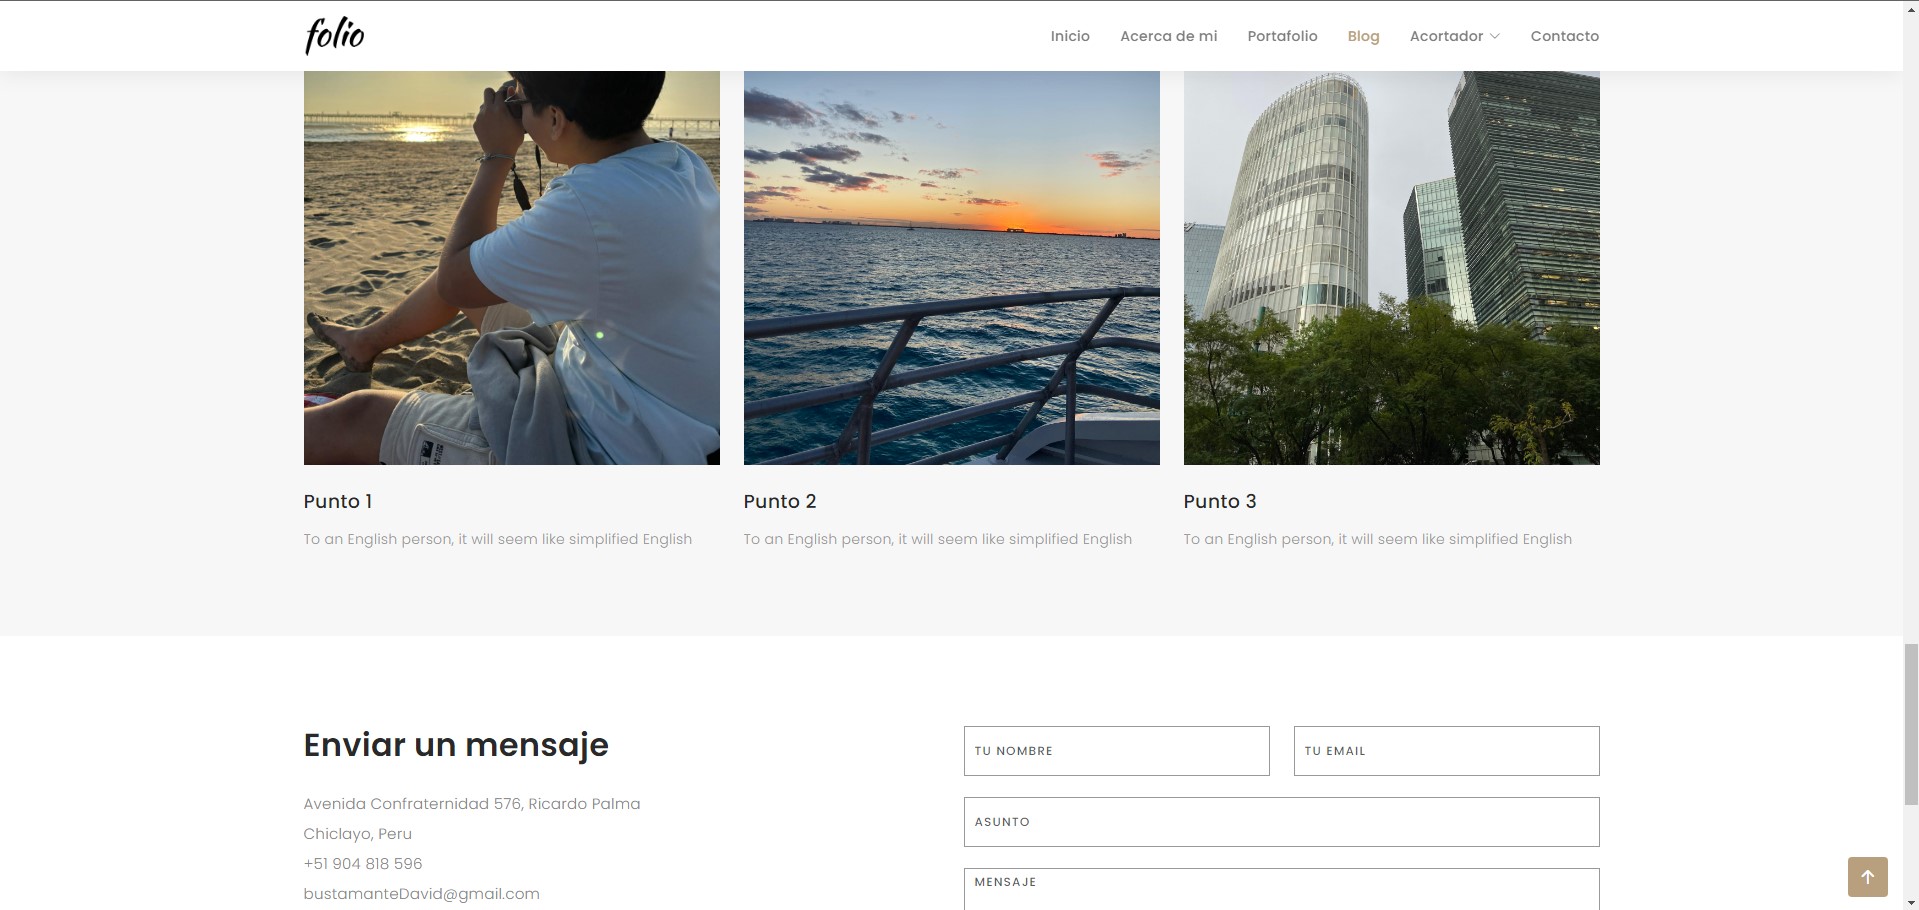 folio
Inicio Acerca de mi Portafolio Blog Acortador Contacto
Punto 1
To an English person, it will seem like simplified English
Punto 2
To an English person, it will seem like simplified English
Punto 3
To an English person, it will seem like simplified English
Enviar un mensaje
Avenida Confraternidad 576, Ricardo Palma
Chiclayo, Peru
+51 904 818 596
bustamanteDavid@gmail.com
TU NOMBRE
TU EMAIL
ASUNTO
MENSAJE